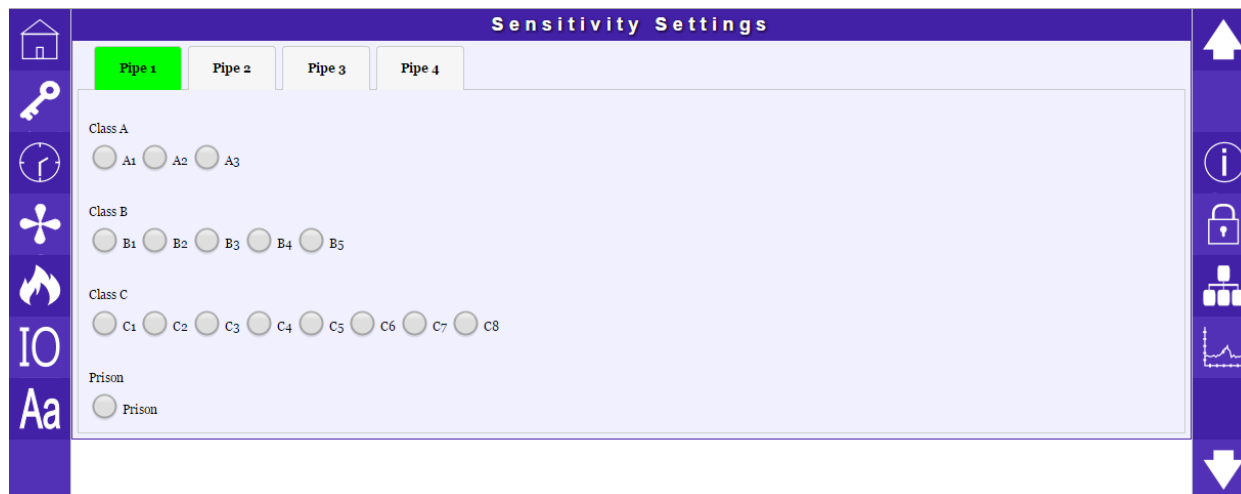 Sensitivity Settings
Pipe 1 Pipe 2 Pipe 3 Pipe 4
Class A
A1 A2 A3
Class B
B1 B2 B3 B4 B5
Class C
C1 C2 C3 C4 C5 C6 C7 C8
Prison
Prison
IO
Aa